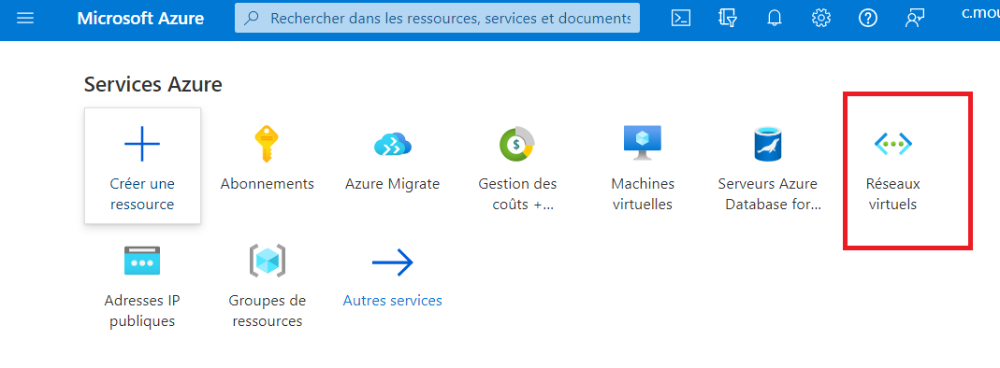 Microsoft Azure
Rechercher dans les ressources, services et documents
c.mou
Services Azure
Créer une
ressource
Abonnements
Azure Migrate
Gestion des
coûts +...
Machines
virtuelles
Serveurs Azure
Database for...
Réseaux
virtuels
Adresses IP
publiques
Groupes de
ressources
Autres services